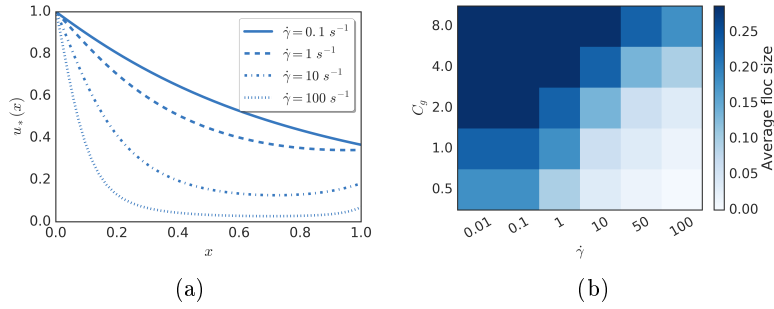 1.0
0.8
0.6
0.4
0.2
0.0
u*(x)
0.0 0.2 0.4 0.6 0.8 1.0
x
γ̇ = 0.1 s⁻¹
γ̇ = 1 s⁻¹
γ̇ = 10 s⁻¹
γ̇ = 100 s⁻¹
(a)
8.0
4.0
2.0
1.0
0.5
C_g
0.01 0.1 1 10 50 100
γ̇
0.25
0.20
0.15
0.10
0.05
0.00
Average floc size
(b)